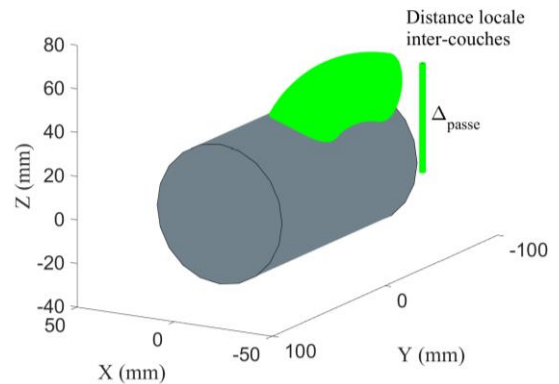 Distance locale
inter-couches
Δpasse
80
60
40
20
0
-20
-40
Z (mm)
50
0
-50
X (mm)
100
0
-100
Y (mm)